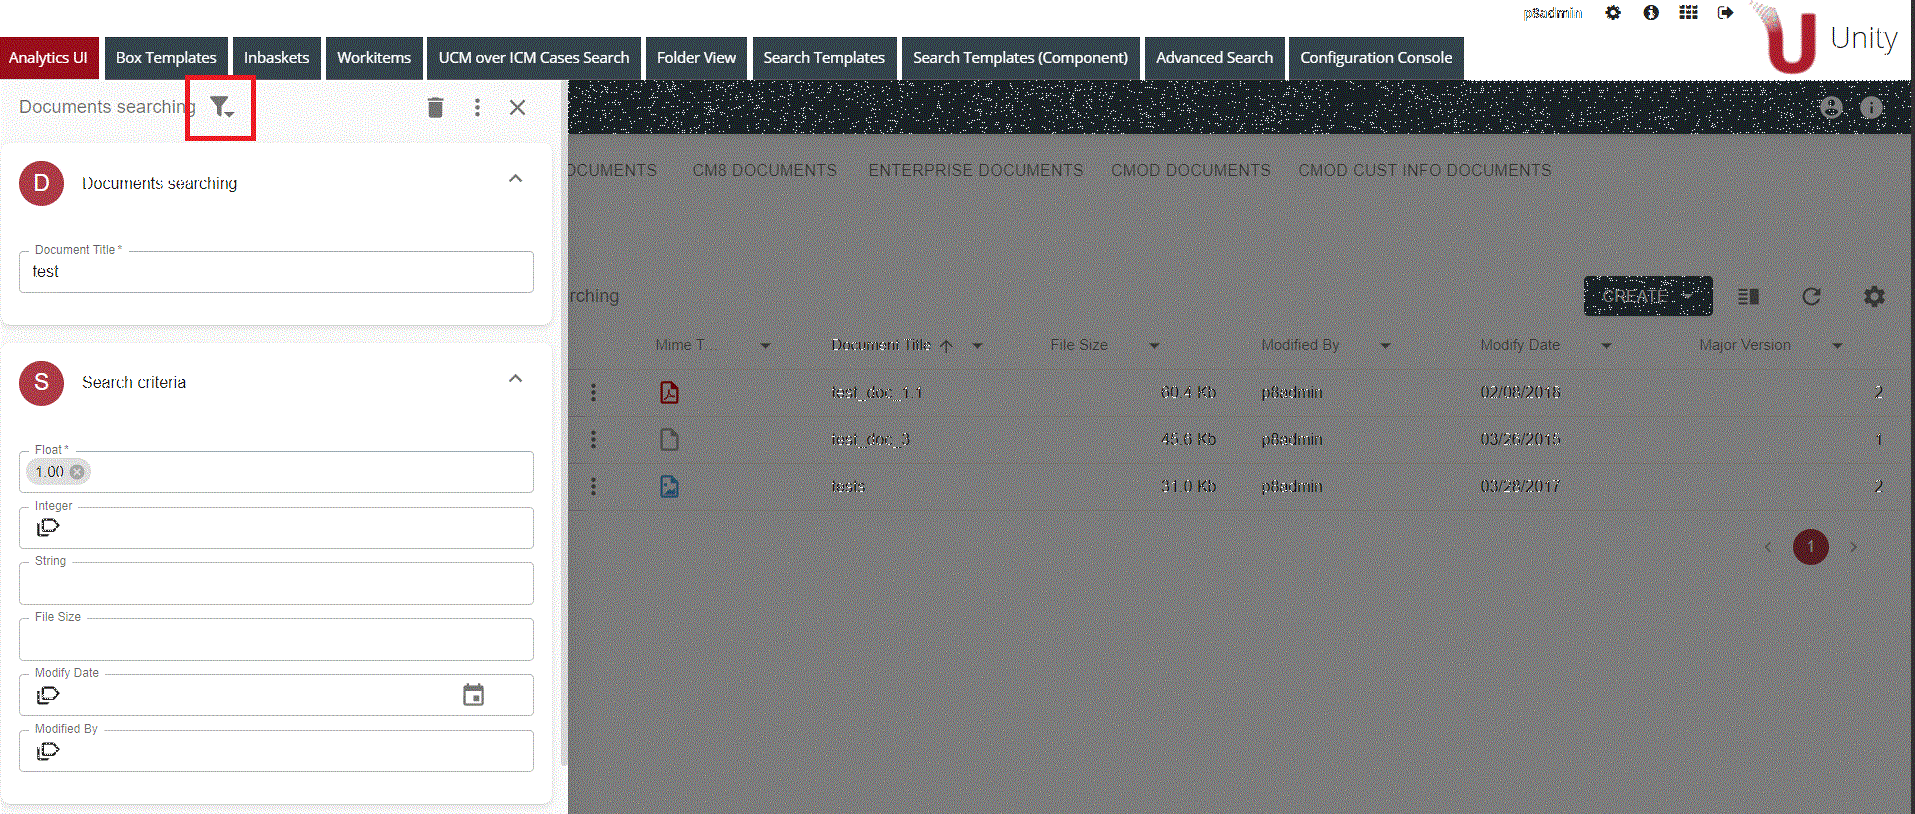 p8admin
Unity
Analytics UI
Box Templates
Inbaskets
Workitems
UCM over ICM Cases Search
Folder View
Search Templates
Search Templates (Component)
Advanced Search
Configuration Console
Documents searching
D
Documents searching
Document Title *
test
S
Search criteria
Float *
1.00
Integer
String
File Size
Modify Date
Modified By
OCUMENTS
CM8 DOCUMENTS
ENTERPRISE DOCUMENTS
CMOD DOCUMENTS
CMOD CUST INFO DOCUMENTS
rching
CREATE
Mime T...
Document Title
File Size
Modified By
Modify Date
Major Version
test_doc_1.1
60.4 Kb
p8admin
02/08/2016
2
test_doc_3
45.6 Kb
p8admin
03/26/2015
1
31.0 Kb
p8admin
03/28/2017
2
1